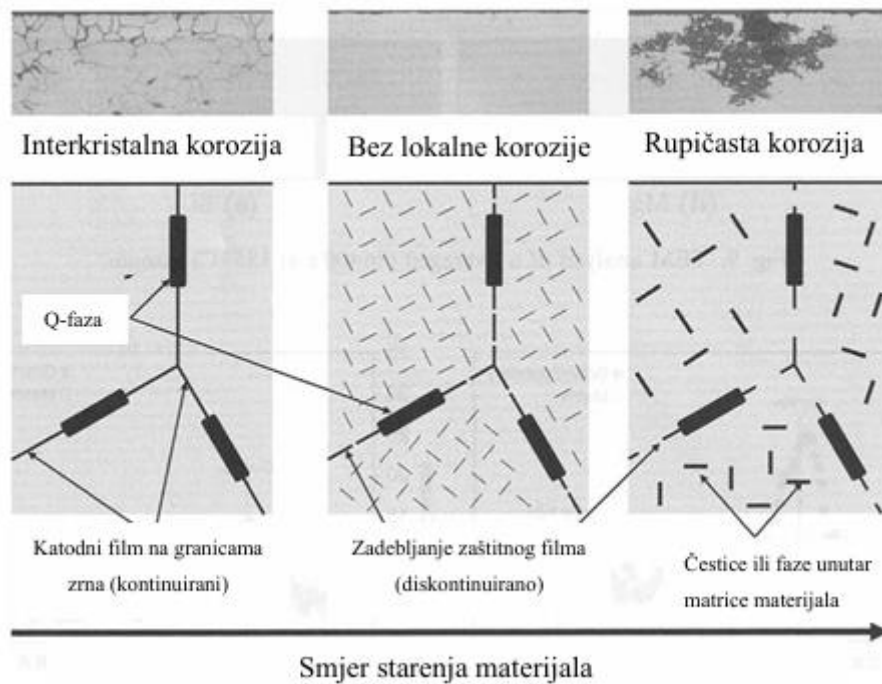 Interkristalna korozija
Bez lokalne korozije
Rupičasta korozija
Q-faza
Katodni film na granicama
zrna (kontinuirani)
Zadebljanje zaštitnog filma
(diskontinuirano)
Čestice ili faze unutar
matrice materijala
Smjer starenja materijala